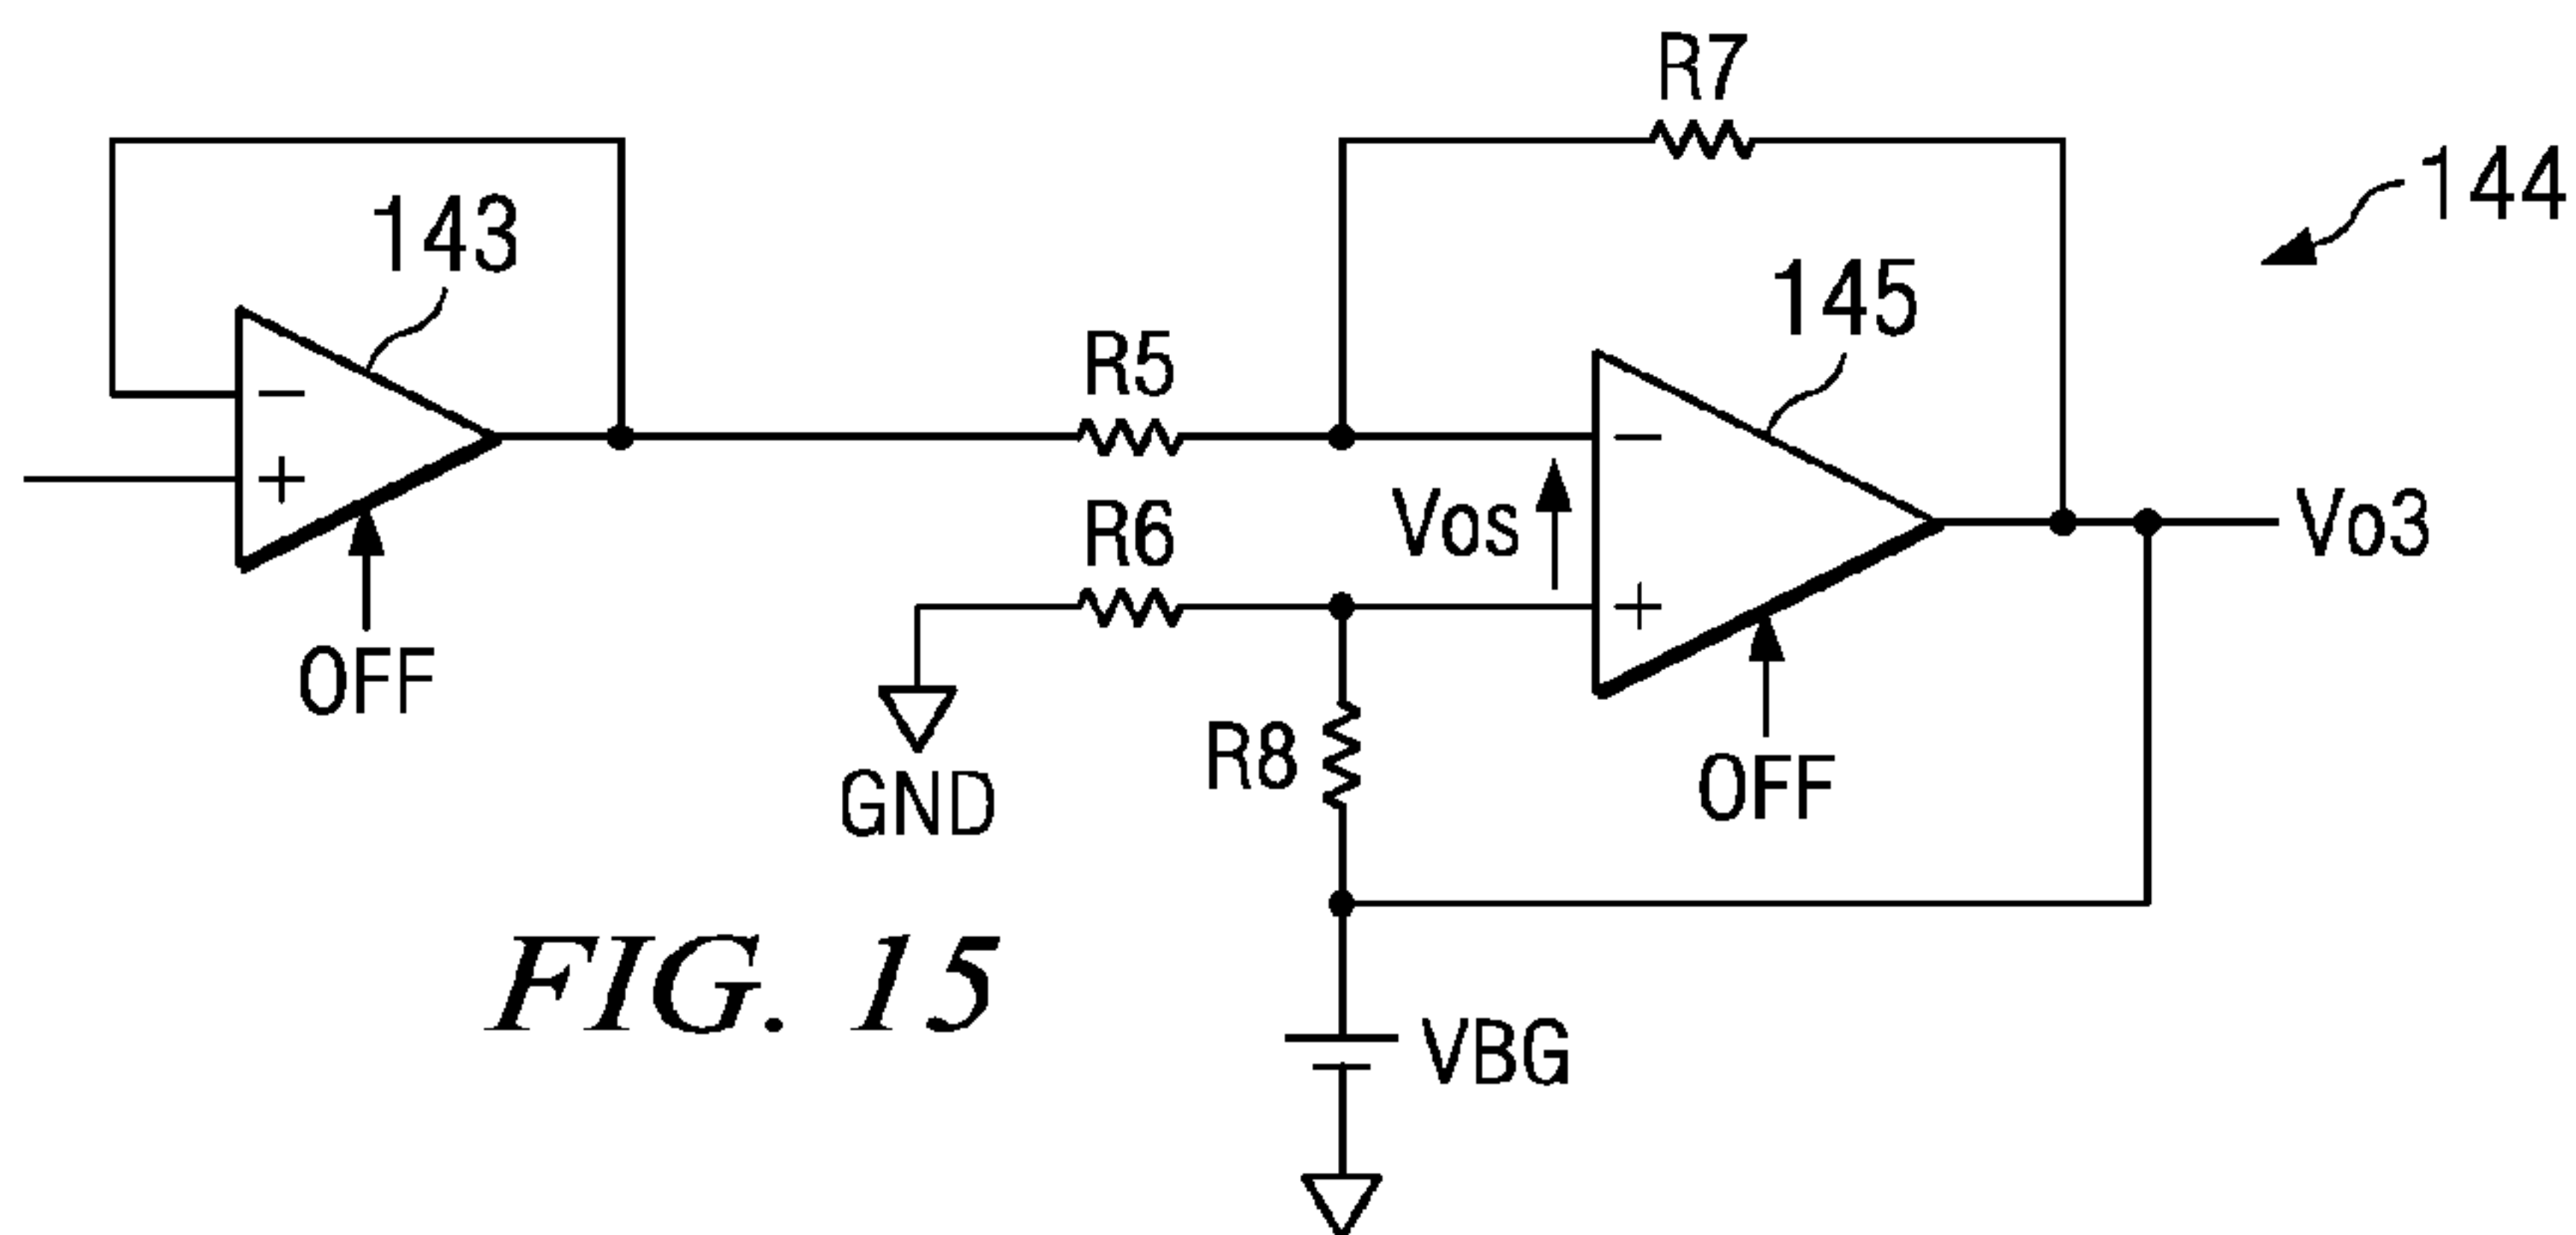 R7
144
143
145
R5
Vos
R6
Vo3
OFF
R8
OFF
GND
FIG. 15
VBG